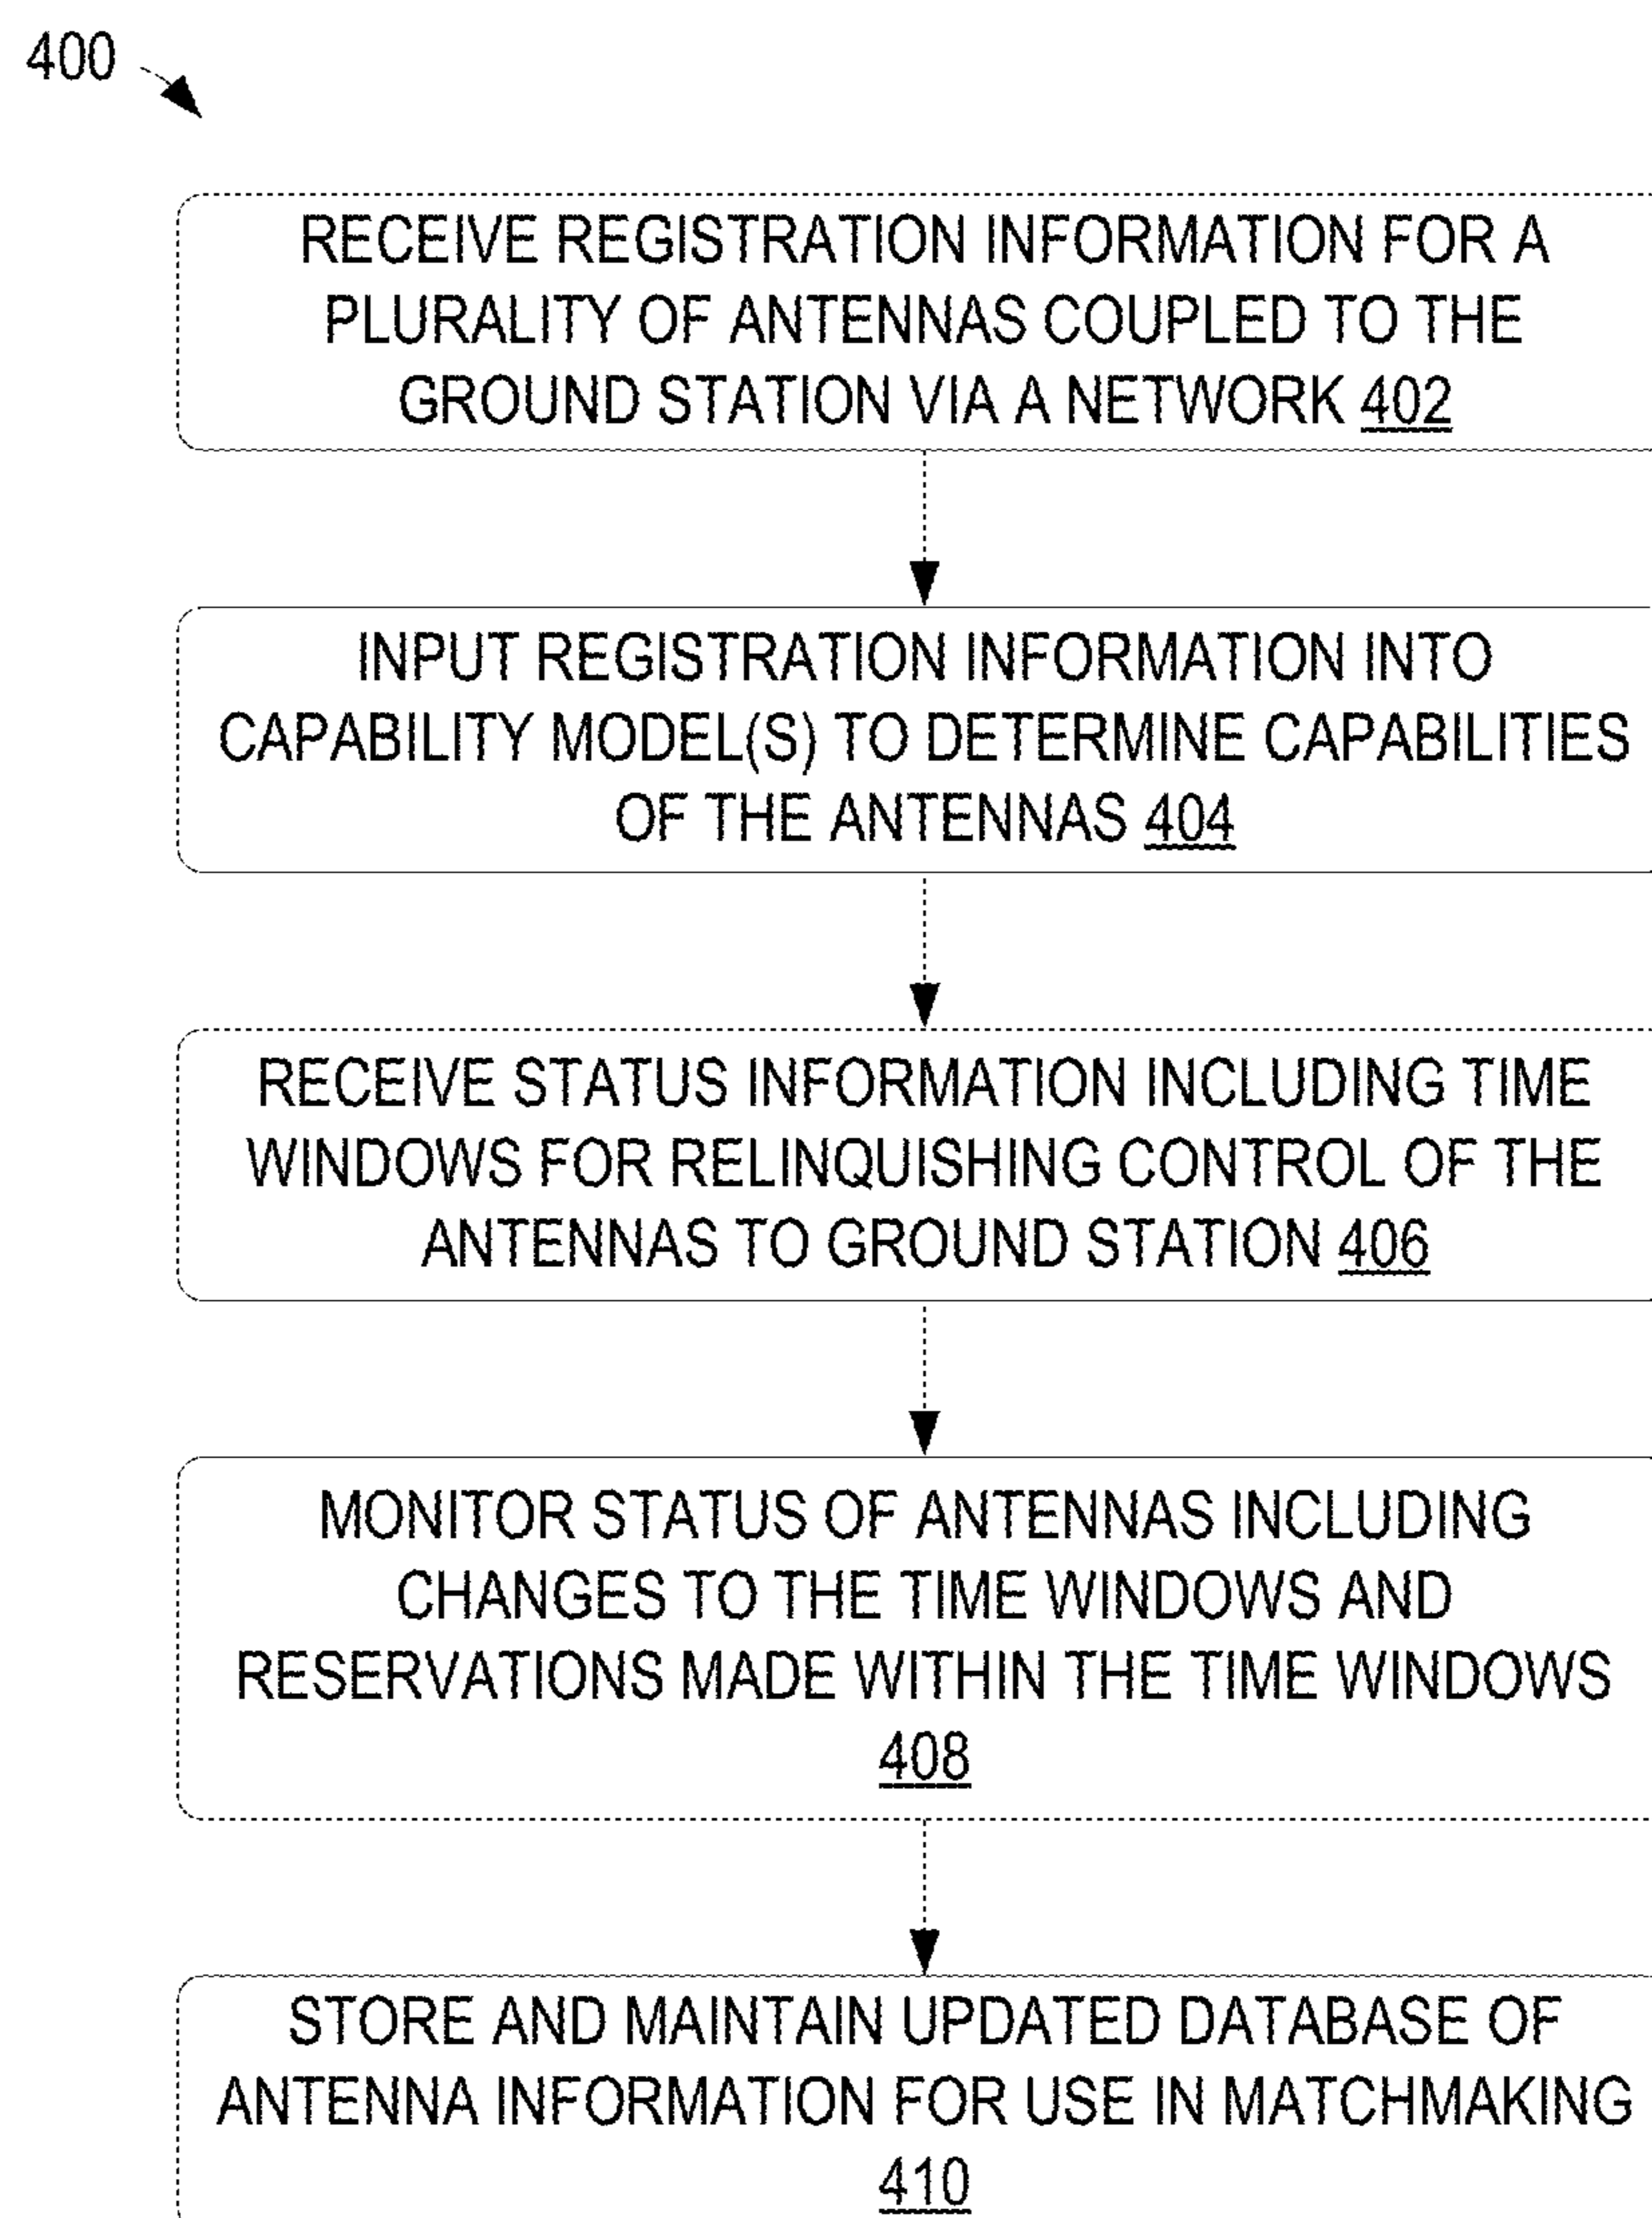 400
RECEIVE REGISTRATION INFORMATION FOR A
PLURALITY OF ANTENNAS COUPLED TO THE
GROUND STATION VIA A NETWORK 402
INPUT REGISTRATION INFORMATION INTO
CAPABILITY MODEL(S) TO DETERMINE CAPABILITIES
OF THE ANTENNAS 404
RECEIVE STATUS INFORMATION INCLUDING TIME
WINDOWS FOR RELINQUISHING CONTROL OF THE
ANTENNAS TO GROUND STATION 406
MONITOR STATUS OF ANTENNAS INCLUDING
CHANGES TO THE TIME WINDOWS AND
RESERVATIONS MADE WITHIN THE TIME WINDOWS
408
STORE AND MAINTAIN UPDATED DATABASE OF
ANTENNA INFORMATION FOR USE IN MATCHMAKING
410